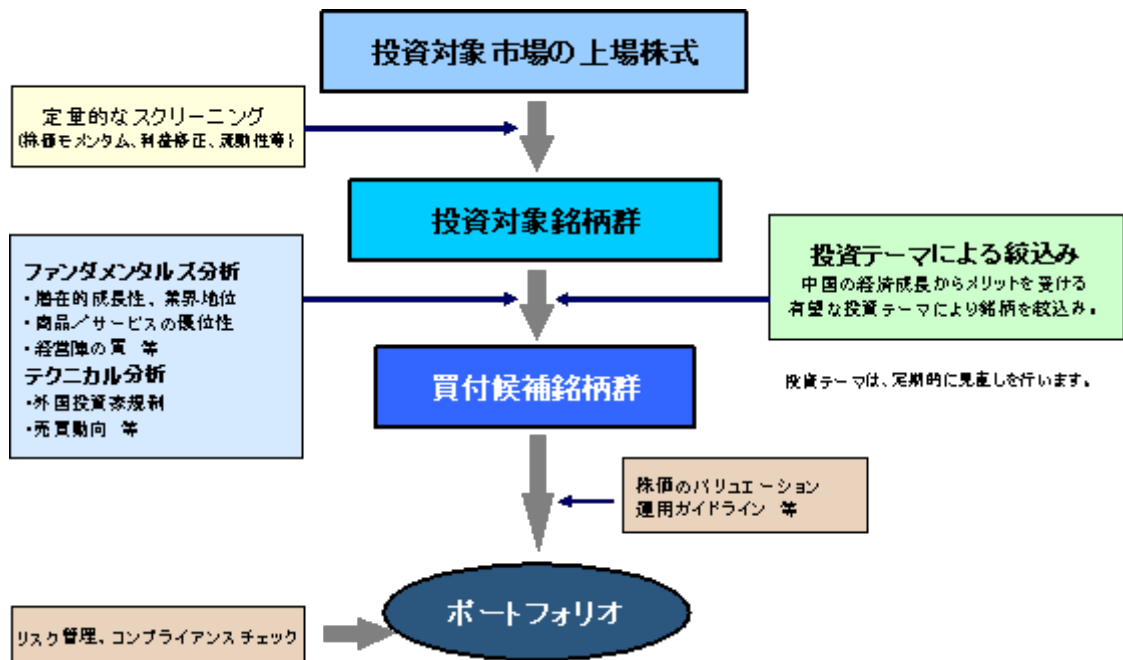 投資対象市場の上場株式
定量的なスクリーニング
(株価モメンタム、利益修正、流動性等)
投資対象銘柄群
ファンダメンタルズ分析
・潜在的成長性、業界地位
・商品／サービスの優位性
・経営陣の質 等
テクニカル分析
・外国投資家規制
・売買動向 等
投資テーマによる絞込み
中国の経済成長からメリットを受ける
有望な投資テーマにより銘柄を絞込み。
買付候補銘柄群
投資テーマは、定期的に見直しを行います。
株価のバリュエーション
運用ガイドライン 等
ポートフォリオ
リスク管理、コンプライアンスチェック